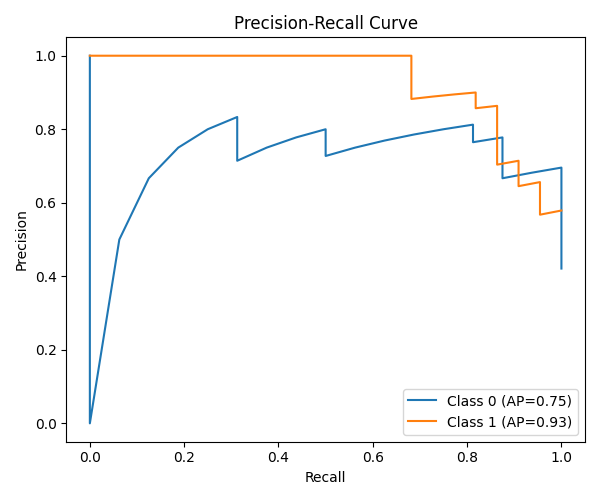 Precision-Recall Curve
1.0
0.8
0.6
0.4
0.2
0.0
Precision
0.0 0.2 0.4 0.6 0.8 1.0
Recall
Class 0 (AP=0.75)
Class 1 (AP=0.93)